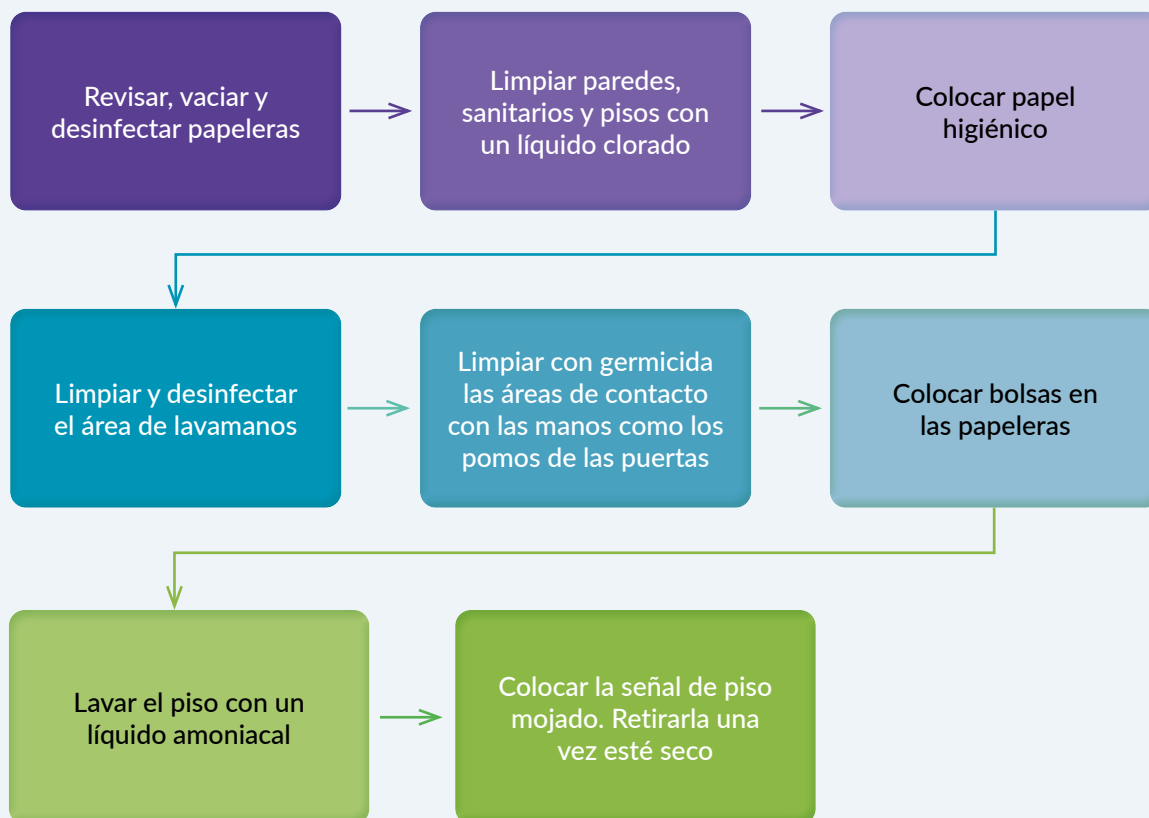 Revisar, vaciar y
desinfectar papeleras
Limpiar paredes,
sanitarios y pisos con
un líquido clorado
Colocar papel
higiénico
Limpiar y desinfectar
el área de lavamanos
Limpiar con germicida
las áreas de contacto
con las manos como los
pomos de las puertas
Colocar bolsas en
las papeleras
Lavar el piso con un
líquido amoniacal
Colocar la señal de piso
mojado. Retirarla una
vez esté seco